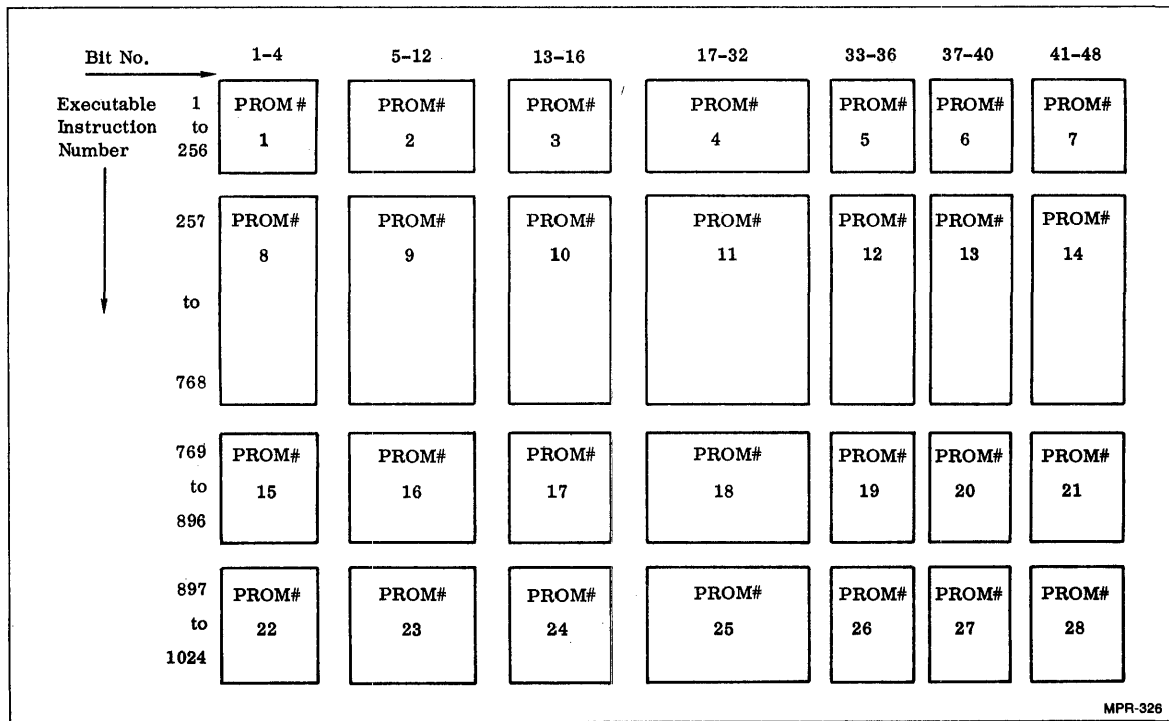 Bit No. 1-4 5-12 13-16 17-32 33-36 37-40 41-48
Executable 1 PROM # PROM# PROM# PROM# PROM# PROM# PROM#
Instruction to
Number 256 1 2 3 4 5 6 7
257 PROM# PROM# PROM# PROM# PROM# PROM# PROM#
8 9 10 11 12 13 14
to
768
769 PROM# PROM# PROM# PROM# PROM# PROM# PROM#
to 15 16 17 18 19 20 21
896
897 PROM# PROM# PROM# PROM# PROM# PROM# PROM#
to 22 23 24 25 26 27 28
1024
MPR-326